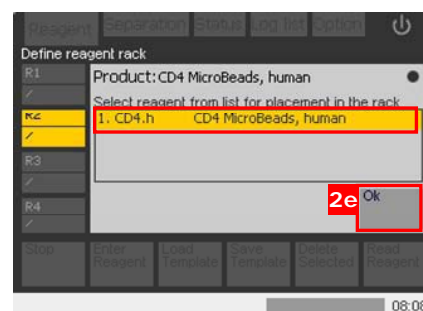 Reagent Separation Status Log list Option
Define reagent rack
R1
Product: CD4 MicroBeads, human
Select reagent from list for placement in the rack
R2
1. CD4.h CD4 MicroBeads, human
R3
2e Ok
R4
Stop Enter Reagent Load Template Save Template Delete Selected Read Reagent
08:08